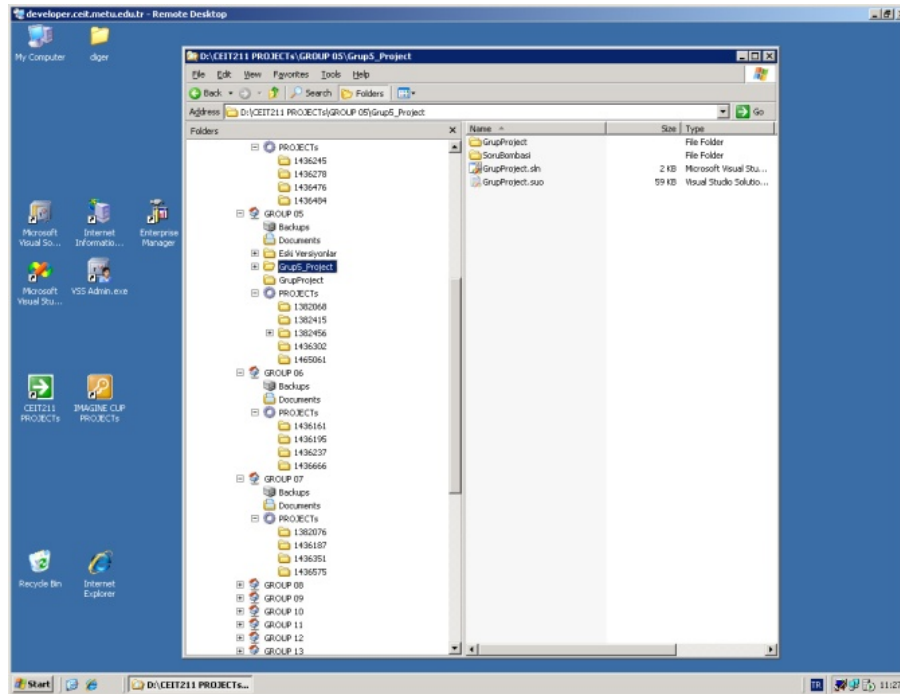 developer.ceit.metu.edu.tr - Remote Desktop
My Computer
diger
Microsoft Visual So...
Internet Informatio...
Enterprise Manager
Microsoft Visual Stu...
VSS Admin.exe
CEIT211 PROJECTs
IMAGINE CUP PROJECTs
Recycle Bin
Internet Explorer
D:\CEIT211 PROJECTs\GROUP 05\Grup5_Project
File Edit View Favorites Tools Help
Back Search Folders
Address D:\CEIT211 PROJECTs\GROUP 05\Grup5_Project Go
Folders
PROJECTs
1436245
1436278
1436476
1436484
GROUP 05
Backups
Documents
Eski Versiyonlar
Grup5_Project
GrupProject
PROJECTs
1382068
1382415
1382456
1436302
1465061
GROUP 06
Backups
Documents
PROJECTs
1436161
1436195
1436237
1436666
GROUP 07
Backups
Documents
PROJECTs
1382076
1436187
1436351
1436575
GROUP 08
GROUP 09
GROUP 10
GROUP 11
GROUP 12
GROUP 13
Name Size Type
GrupProject File Folder
SoruBombasi File Folder
GrupProject.sln 2 KB Microsoft Visual Stu...
GrupProject.suo 59 KB Visual Studio Solutio...
Start D:\CEIT211 PROJECTs... TR 11:27